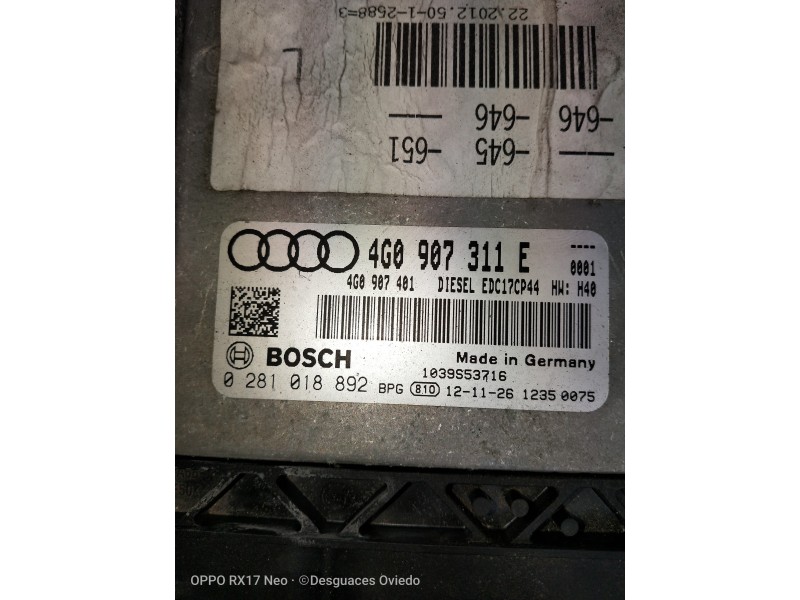 22.2012.50-1-2688=3
L
-646 -646 —
— -645 -651
4G0 907 311 E ----
0001
4G0 907 401 DIESEL EDC17CP44 HW: H40
BOSCH Made in Germany
1039S53716
0 281 018 892 BPG 810 12-11-26 1235 0075
OPPO RX17 Neo · ©Desguaces Oviedo